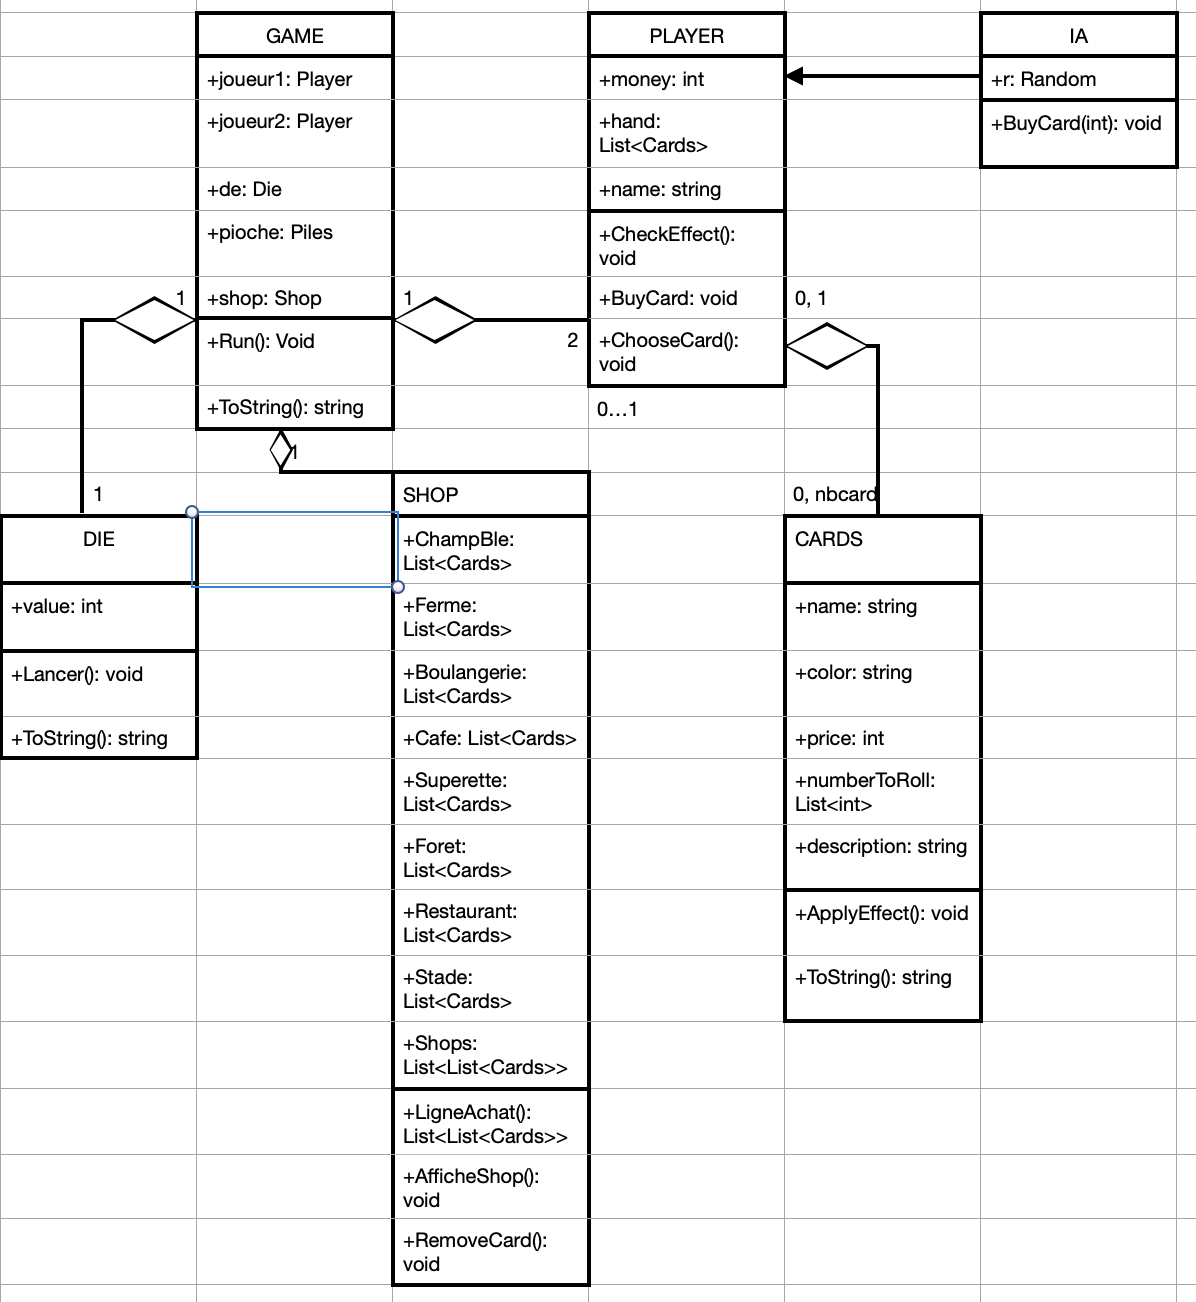 GAME
+joueur1: Player
+joueur2: Player
+de: Die
+pioche: Piles
+shop: Shop
+Run(): Void
+ToString(): string
PLAYER
+money: int
+hand:
List<Cards>
+name: string
+CheckEffect():
void
+BuyCard: void
+ChooseCard():
void
IA
+r: Random
+BuyCard(int): void
1
1
2
0, 1
0...1
1
1
0, nbcard
DIE
+value: int
+Lancer(): void
+ToString(): string
SHOP
+ChampBle:
List<Cards>
+Ferme:
List<Cards>
+Boulangerie:
List<Cards>
+Cafe: List<Cards>
+Superette:
List<Cards>
+Foret:
List<Cards>
+Restaurant:
List<Cards>
+Stade:
List<Cards>
+Shops:
List<List<Cards>>
+LigneAchat():
List<List<Cards>>
+AfficheShop():
void
+RemoveCard():
void
CARDS
+name: string
+color: string
+price: int
+numberToRoll:
List<int>
+description: string
+ApplyEffect(): void
+ToString(): string